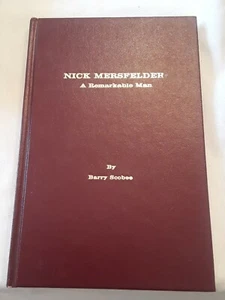 NICK MERSFELDER
A Remarkable Man
By
Barry Scobee